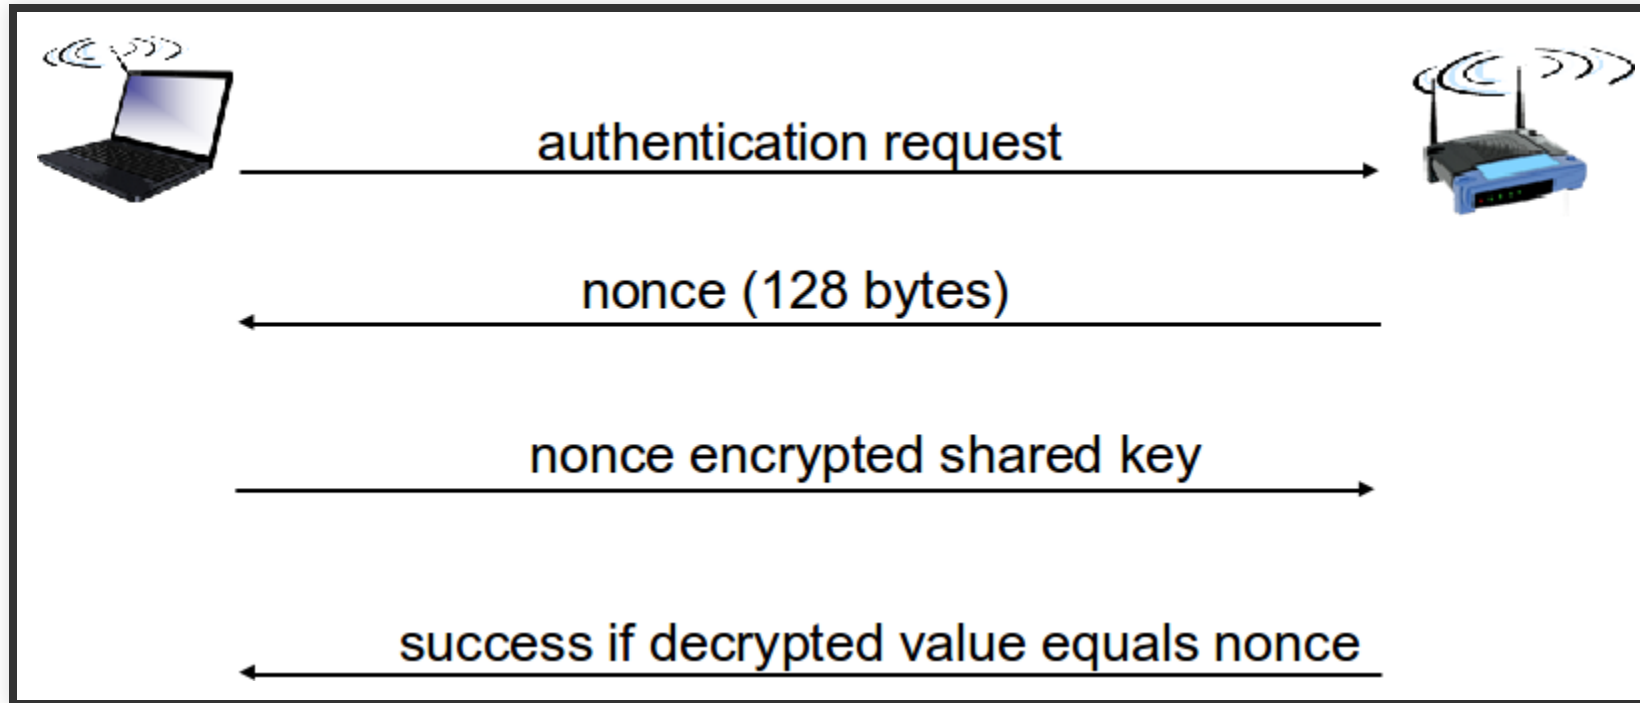 authentication request
nonce (128 bytes)
nonce encrypted shared key
success if decrypted value equals nonce